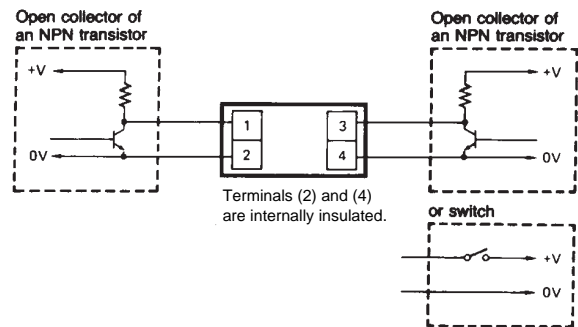 Open collector of
an NPN transistor
+V
0V
1
2
3
4
Terminals (2) and (4)
are internally insulated.
Open collector of
an NPN transistor
+V
0V
or switch
+V
0V